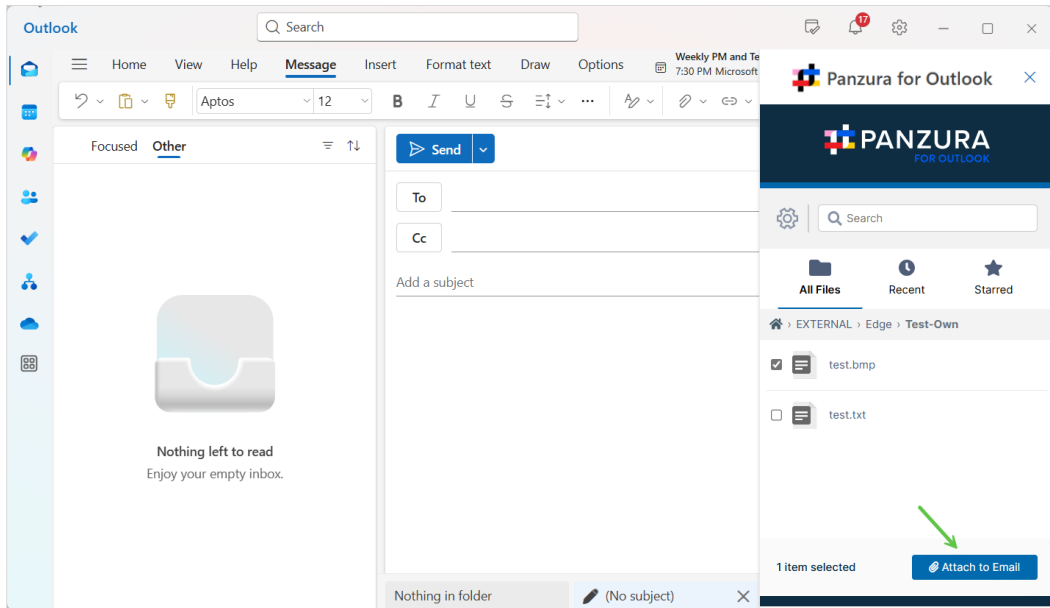 Outlook
Search
17
Home View Help Message Insert Format text Draw Options
Weekly PM and Te
7:30 PM Microsoft
Aptos
12
B I U S
Focused Other
Nothing left to read
Enjoy your empty inbox.
Send
To
Cc
Add a subject
Nothing in folder
(No subject)
Panzura for Outlook
PANZURA
FOR OUTLOOK
Search
All Files Recent Starred
EXTERNAL › Edge › Test-Own
test.bmp
test.txt
1 item selected
Attach to Email